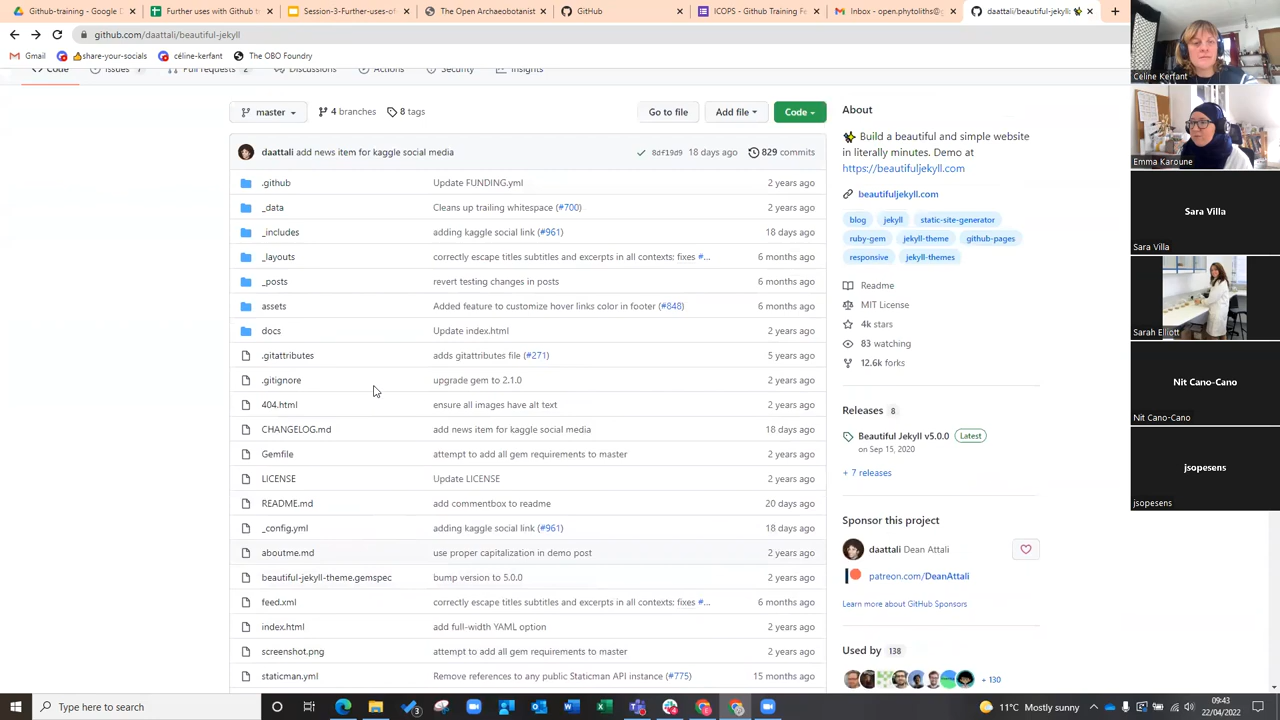 Google-training - Google D
Further uses with Github t
Session-3-Further-uses-of
The Open Archaeobotanist
GitHub
ICOPS - Github Training F
Inbox - open.phytoliths@g
daattali/beautiful-jekyll:
github.com/daattali/beautiful-jekyll
Gmail
share-your-socials
céline-kerfant
The OBO Foundry
Code
Issues 7
Pull requests 2
Discussions
Actions
Security
Insights
master
4 branches
8 tags
Go to file
Add file
Code
daattali add news item for kaggle social media
8df19d9 18 days ago
829 commits
.github Update FUNDING.yml 2 years ago
_data Cleans up trailing whitespace (#700) 2 years ago
_includes adding kaggle social link (#961) 18 days ago
_layouts correctly escape titles subtitles and excerpts in all contexts; fixes #... 6 months ago
_posts revert testing changes in posts 6 months ago
assets Added feature to customize hover links color in footer (#848) 6 months ago
docs Update index.html 2 years ago
.gitattributes adds gitattributes file (#271) 5 years ago
.gitignore upgrade gem to 2.1.0 2 years ago
404.html ensure all images have alt text 2 years ago
CHANGELOG.md add news item for kaggle social media 18 days ago
Gemfile attempt to add all gem requirements to master 2 years ago
LICENSE Update LICENSE 2 years ago
README.md add commentbox to readme 20 days ago
_config.yml adding kaggle social link (#961) 18 days ago
aboutme.md use proper capitalization in demo post 2 years ago
beautiful-jekyll-theme.gemspec bump version to 5.0.0 2 years ago
feed.xml correctly escape titles subtitles and excerpts in all contexts; fixes #... 6 months ago
index.html add full-width YAML option 2 years ago
screenshot.png attempt to add all gem requirements to master 2 years ago
staticman.yml Remove references to any public Staticman API instance (#775) 15 months ago
About
Build a beautiful and simple website
in literally minutes. Demo at
https://beautifuljekyll.com
beautifuljekyll.com
blog jekyll static-site-generator
ruby-gem jekyll-theme github-pages
responsive jekyll-themes
Readme
MIT License
4k stars
83 watching
12.6k forks
Releases 8
Beautiful Jekyll v5.0.0 Latest
on Sep 15, 2020
+ 7 releases
Sponsor this project
daattali Dean Attali
patreon.com/DeanAttali
Learn more about GitHub Sponsors
Used by 138
+ 130
Celine Kerfant
Emma Karoune
Sara Villa
Sara Villa
Sarah Elliott
Nit Cano-Cano
Nit Cano-Cano
jsopesens
jsopesens
Type here to search
3
11°C Mostly sunny
09:43
22/04/2022